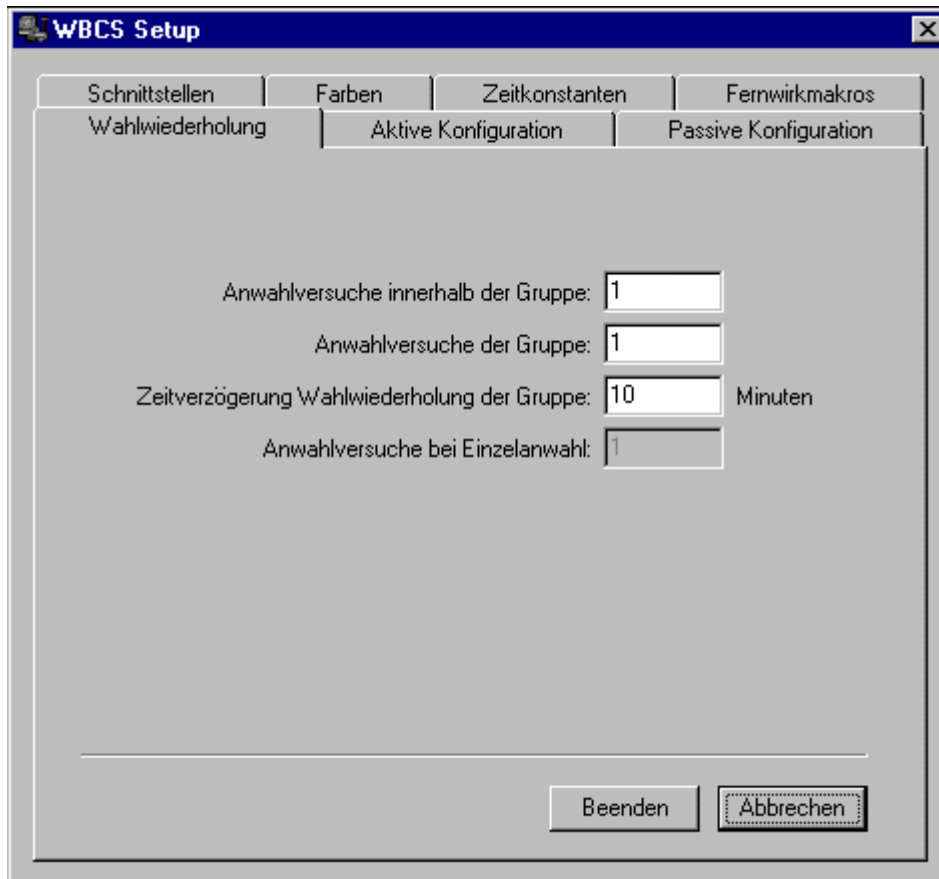 WBCS Setup
Schnittstellen Farben Zeitkonstanten Fernwirkmakros
Wahlwiederholung Aktive Konfiguration Passive Konfiguration
Anwahlversuche innerhalb der Gruppe: 1
Anwahlversuche der Gruppe: 1
Zeitverzögerung Wahlwiederholung der Gruppe: 10 Minuten
Anwahlversuche bei Einzelanwahl: 1
Beenden Abbrechen